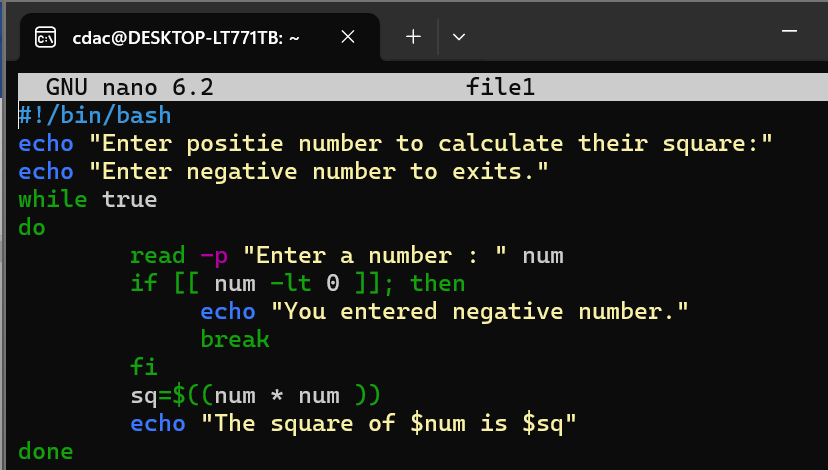 cdac@DESKTOP-LT771TB: ~
GNU nano 6.2 file1
#!/bin/bash
echo "Enter positie number to calculate their square:"
echo "Enter negative number to exits."
while true
do
read -p "Enter a number : " num
if [[ num -lt 0 ]]; then
echo "You entered negative number."
break
fi
sq=$((num * num ))
echo "The square of $num is $sq"
done